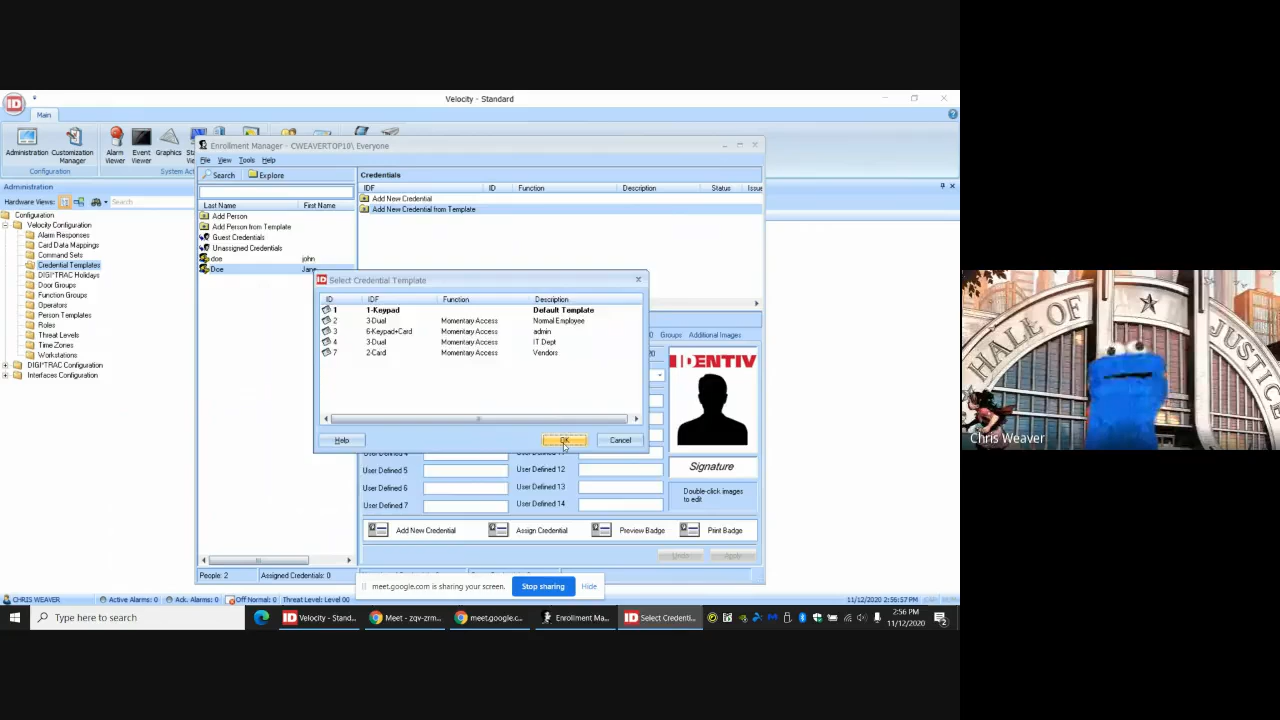 Velocity - Standard
Main
Administration
Customization Manager
Alarm Viewer
Event Viewer
Graphics
Configuration
Administration
Hardware Views:
Search
Configuration
Velocity Configuration
Alarm Responses
Card Data Mappings
Command Sets
Credential Templates
DIGI*TRAC Holidays
Door Groups
Function Groups
Operators
Person Templates
Roles
Threat Levels
Time Zones
Workstations
DIGI*TRAC Configuration
Interfaces Configuration
Enrollment Manager - CWEAVERTOP10\ Everyone
File View Tools Help
Search Explore
Last Name First Name
Add Person
Add Person from Template
Guest Credentials
Unassigned Credentials
doe john
Doe Jane
Credentials
IDF ID Function Description Status Issue
Add New Credential
Add New Credential from Template
Select Credential Template
ID IDF Function Description
1 1-Keypad Default Template
2 3-Dual Momentary Access Normal Employee
3 6-Keypad+Card Momentary Access admin
4 3-Dual Momentary Access IT Dept
7 2-Card Momentary Access Vendors
Help OK Cancel
Groups Additional Images
IDENTIV
Signature
Double-click images to edit
User Defined 5 User Defined 12
User Defined 6 User Defined 13
User Defined 7 User Defined 14
Add New Credential Assign Credential Preview Badge Print Badge
Undo Apply
People: 2 Assigned Credentials: 0
meet.google.com is sharing your screen. Stop sharing Hide
CHRIS WEAVER Active Alarms: 0 Ack. Alarms: 0 Off Normal: 0 Threat Level: Level 00 11/12/2020 2:56:57 PM
Type here to search
Velocity - Stand...
Meet - zqv-zrm...
meet.google.c...
Enrollment Ma...
Select Credenti...
2:56 PM
11/12/2020
HALL OF JUSTICE
Chris Weaver